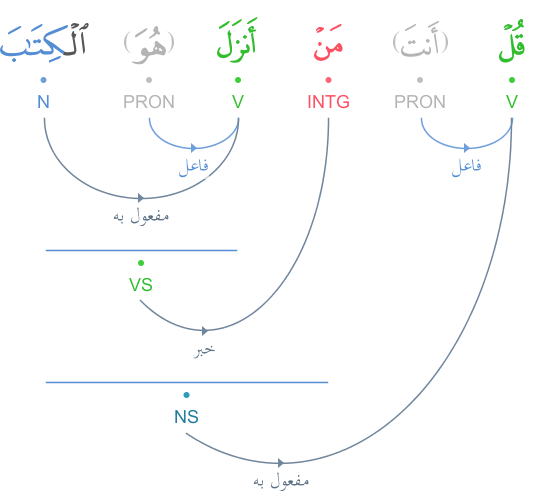 قُلْ (أَنتَ) مَنْ أَنزَلَ (هُوَ) ٱلْكِتَٰبَ
V PRON INTG V PRON N
فاعل فاعل
مفعول به
VS
خبر
NS
مفعول به